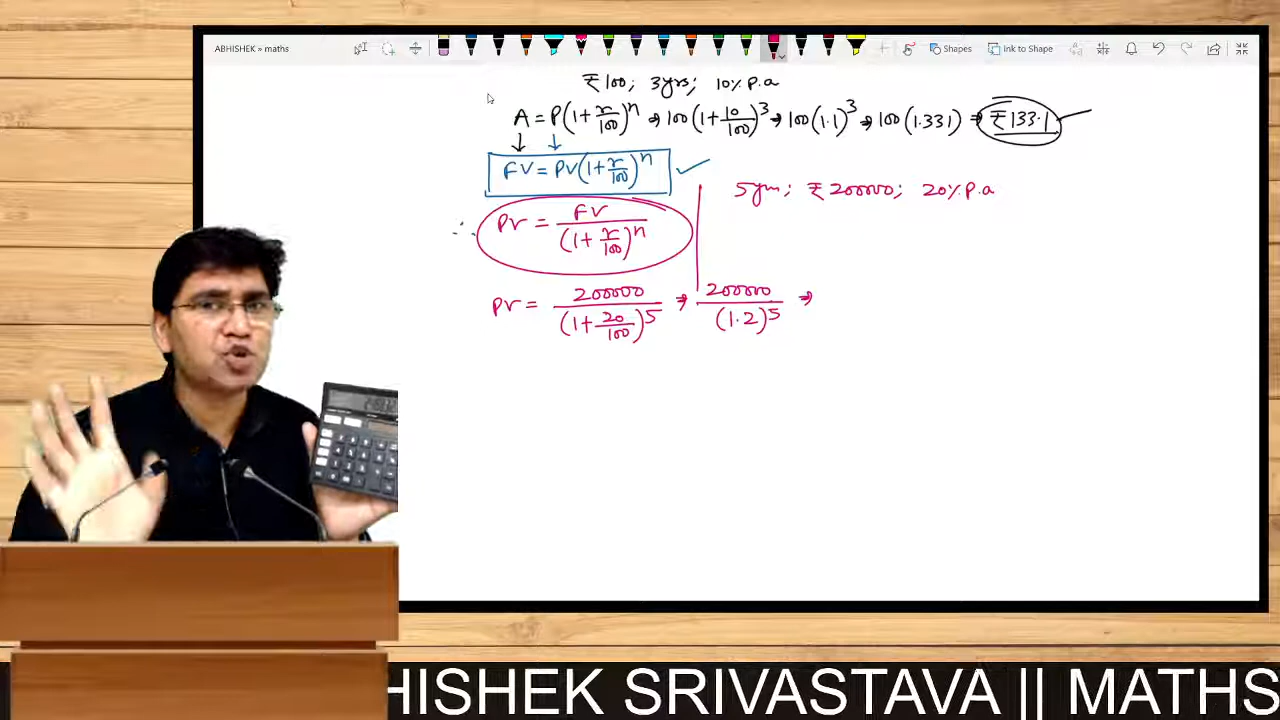 ABHISHEK » maths
Shapes
Ink to Shape
₹100; 3yrs; 10% P.a
A = P(1+r/100)^n → 100(1+10/100)^3 → 100(1.1)^3 → 100(1.331) → ₹133.1
FV = PV(1+r/100)^n
5yrs; ₹200000; 20% P.a
∴ PV = FV/(1+r/100)^n
PV = 200000/(1+20/100)^5 → 200000/(1.2)^5 →
HISHEK SRIVASTAVA || MATHS